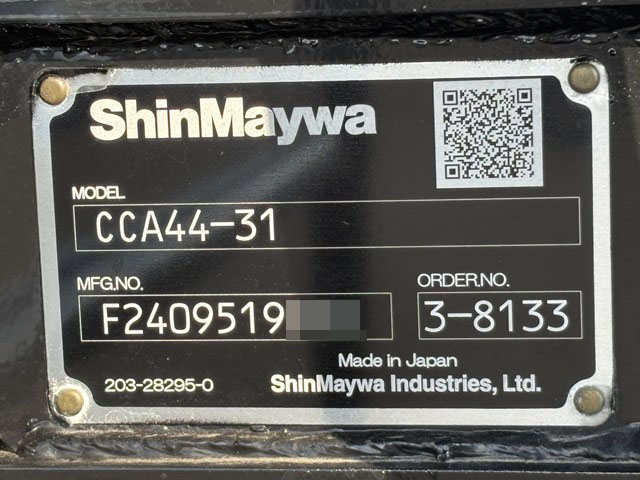 ShinMaywa
MODEL
CCA44-31
MFG.NO.
F2409519
ORDER.NO.
3-8133
Made in Japan
203-28295-0
ShinMaywa Industries, Ltd.